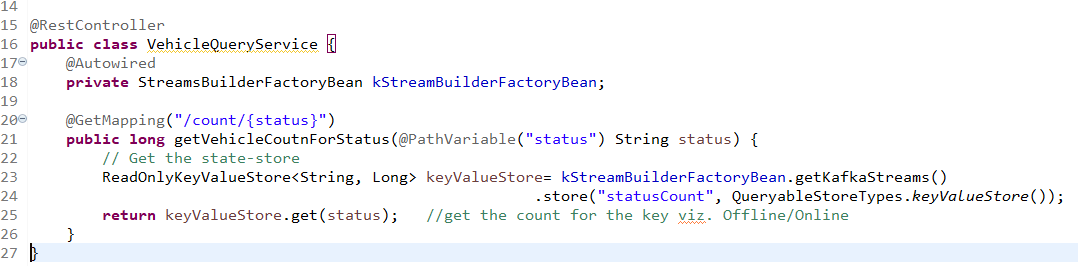 14
15 @RestController
16 public class VehicleQueryService {
17 @Autowired
18 private StreamsBuilderFactoryBean kStreamBuilderFactoryBean;
19
20 @GetMapping("/count/{status}")
21 public long getVehicleCoutnForStatus(@PathVariable("status") String status) {
22 // Get the state-store
23 ReadOnlyKeyValueStore<String, Long> keyValueStore= kStreamBuilderFactoryBean.getKafkaStreams()
24 .store("statusCount", QueryableStoreTypes.keyValueStore());
25 return keyValueStore.get(status); //get the count for the key viz. Offline/Online
26 }
27 }